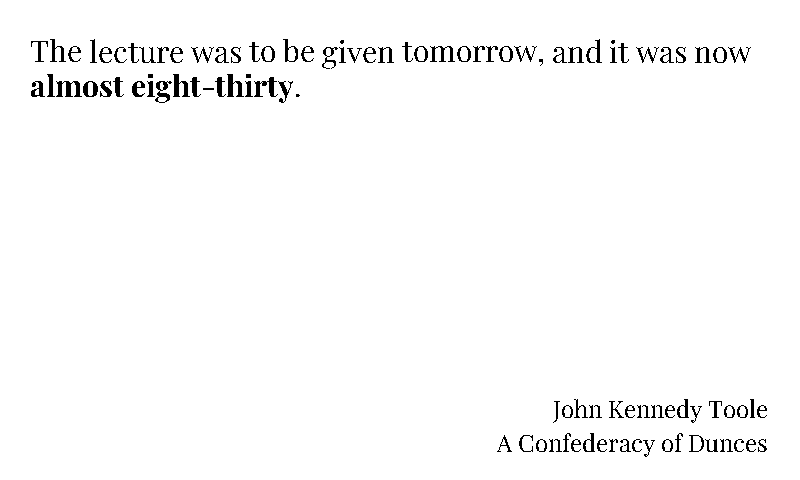 The lecture was to be given tomorrow, and it was now
almost eight-thirty.
John Kennedy Toole
A Confederacy of Dunces